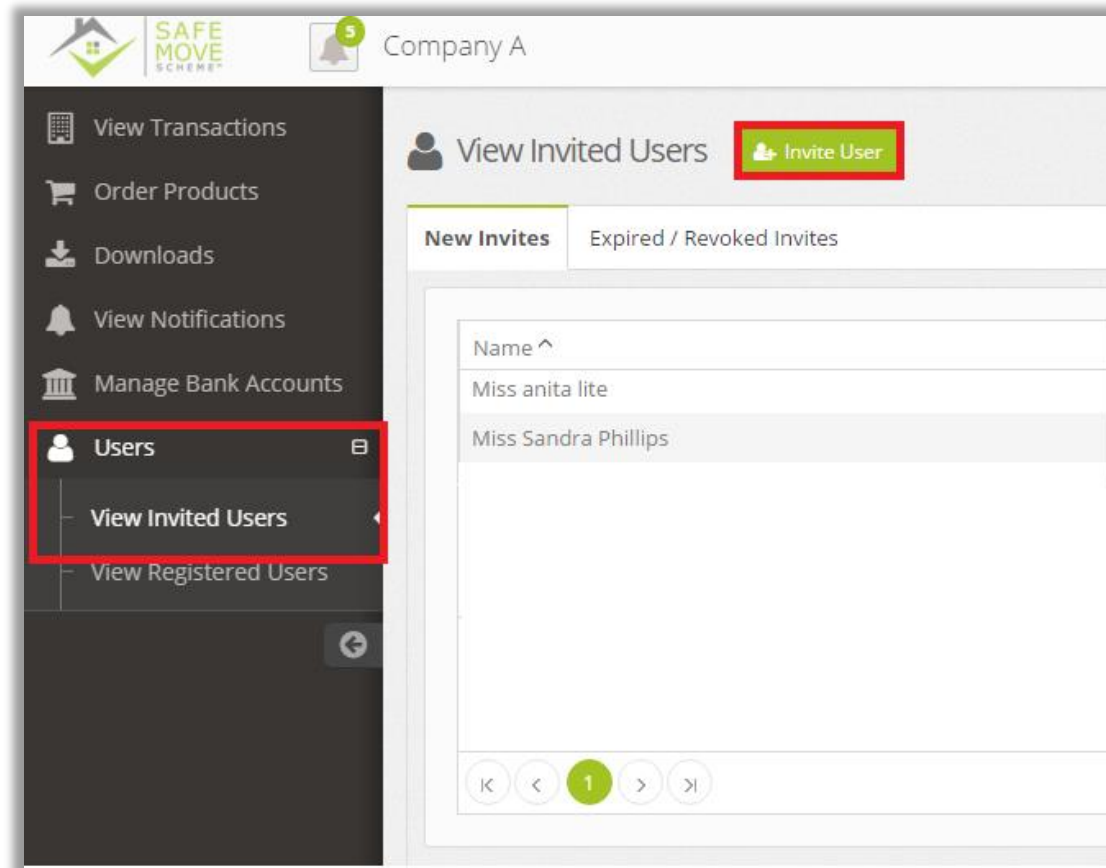 SAFE
MOVE
SCHEME®
5
Company A
View Transactions
Order Products
Downloads
View Notifications
Manage Bank Accounts
Users
View Invited Users
View Registered Users
View Invited Users
Invite User
New Invites
Expired / Revoked Invites
Name
Miss anita lite
Miss Sandra Phillips
1